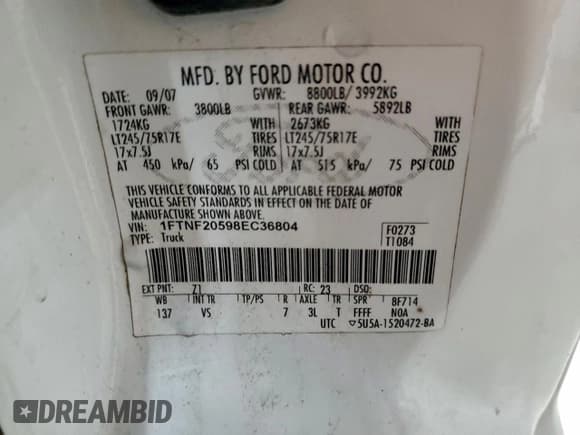 MFD. BY FORD MOTOR CO.
DATE: 09/07 GVWR: 8800LB/ 3992KG
FRONT GAWR: 3800LB REAR GAWR: 5892LB
1724KG WITH 2673KG WITH
LT245/75R17E TIRES LT245/75R17E TIRES
17x7.5J RIMS 17x7.5J RIMS
AT 450 kPa/ 65 PSI COLD AT 515 kPa/ 75 PSI COLD
THIS VEHICLE CONFORMS TO ALL APPLICABLE FEDERAL MOTOR
VEHICLE SAFETY STANDARDS IN EFFECT ON THE DATE OF
MANUFACTURE SHOWN ABOVE.
VIN: 1FTNF20598EC36804 F0273
TYPE: Truck T1084
EXT PNT: Z1 RC: 23 DSO:
WB INT TR TP/PS R AXLE TR SPR 8F714
137 VS 7 3L T FFFF NOA
UTC ▽5U5A-1520472-BA
DREAMBID